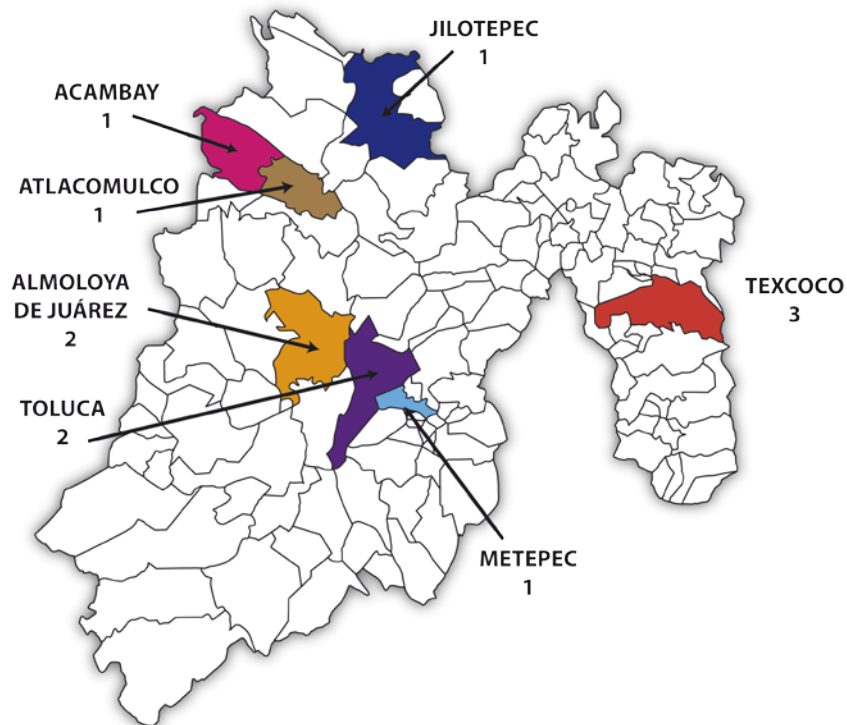 JILOTEPEC
1
ACAMBAY
1
ATLACOMULCO
1
ALMOLOYA
DE JUÁREZ
2
TEXCOCO
3
TOLUCA
2
METEPEC
1